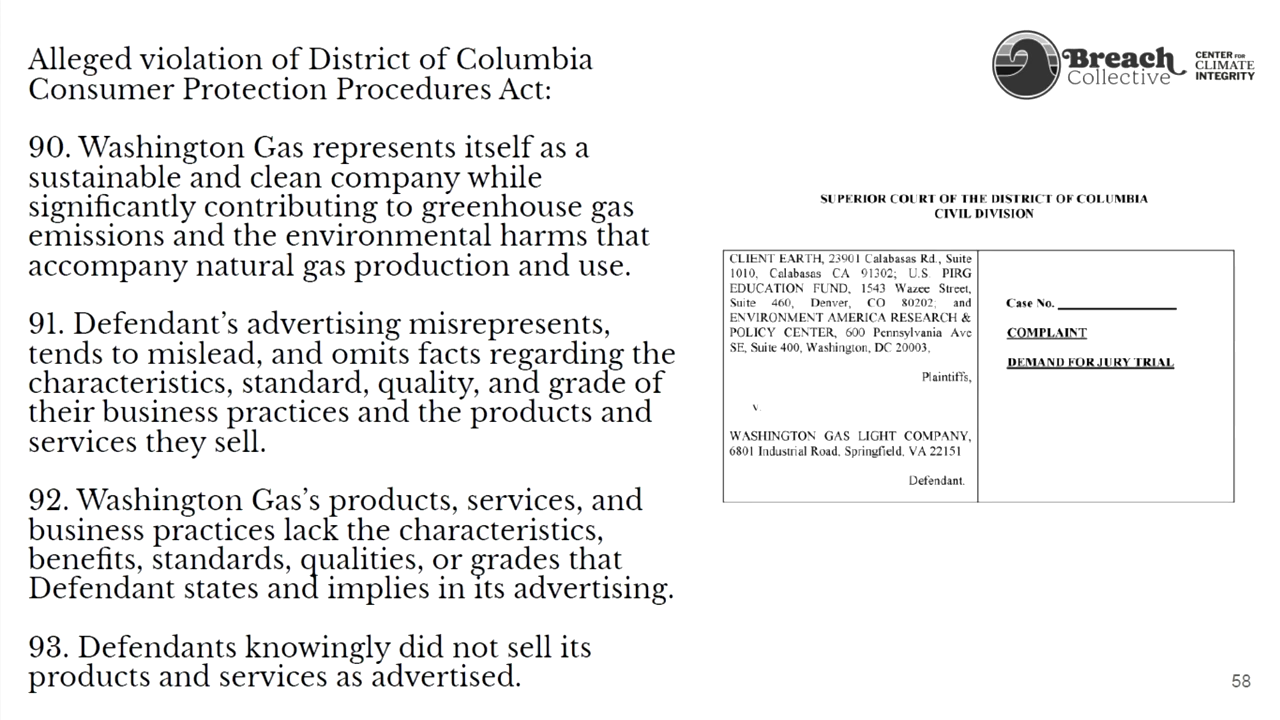 Alleged violation of District of Columbia
Consumer Protection Procedures Act:
90. Washington Gas represents itself as a
sustainable and clean company while
significantly contributing to greenhouse gas
emissions and the environmental harms that
accompany natural gas production and use.
91. Defendant’s advertising misrepresents,
tends to mislead, and omits facts regarding the
characteristics, standard, quality, and grade of
their business practices and the products and
services they sell.
92. Washington Gas’s products, services, and
business practices lack the characteristics,
benefits, standards, qualities, or grades that
Defendant states and implies in its advertising.
93. Defendants knowingly did not sell its
products and services as advertised.
Breach
Collective
CENTER FOR
CLIMATE
INTEGRITY
SUPERIOR COURT OF THE DISTRICT OF COLUMBIA
CIVIL DIVISION
CLIENT EARTH, 23901 Calabasas Rd., Suite
1010, Calabasas CA 91302; U.S. PIRG
EDUCATION FUND, 1543 Wazee Street,
Suite 460, Denver, CO 80202; and
ENVIRONMENT AMERICA RESEARCH &
POLICY CENTER, 600 Pennsylvania Ave
SE, Suite 400, Washington, DC 20003,
Plaintiffs,
v.
WASHINGTON GAS LIGHT COMPANY,
6801 Industrial Road, Springfield, VA 22151
Defendant.
Case No. ________________
COMPLAINT
DEMAND FOR JURY TRIAL
58